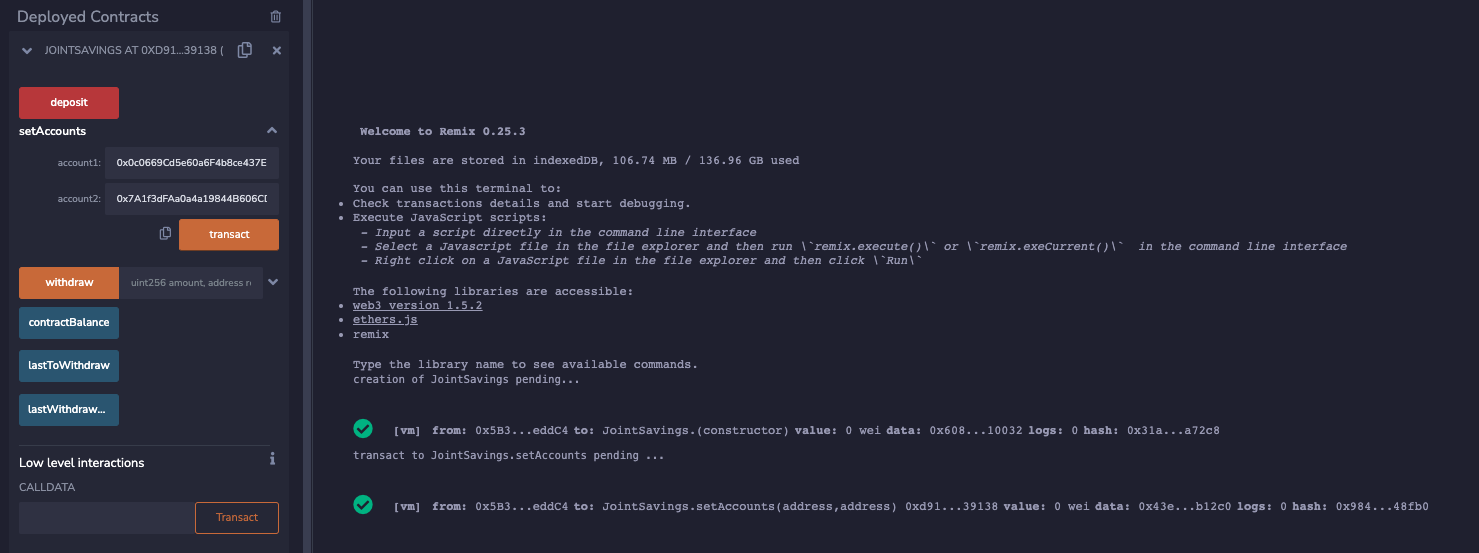 Deployed Contracts
JOINTSAVINGS AT 0XD91...39138 (
deposit
setAccounts
account1: 0x0c0669Cd5e60a6F4b8ce437E
account2: 0x7A1f3dFAa0a4a19844B606CD
transact
withdraw uint256 amount, address re
contractBalance
lastToWithdraw
lastWithdraw...
Low level interactions
CALLDATA
Transact
Welcome to Remix 0.25.3
Your files are stored in indexedDB, 106.74 MB / 136.96 GB used
You can use this terminal to:
• Check transactions details and start debugging.
• Execute JavaScript scripts:
- Input a script directly in the command line interface
- Select a Javascript file in the file explorer and then run \`remix.execute()\` or \`remix.exeCurrent()\` in the command line interface
- Right click on a JavaScript file in the file explorer and then click \`Run\`
The following libraries are accessible:
• web3 version 1.5.2
• ethers.js
• remix
Type the library name to see available commands.
creation of JointSavings pending...
[vm] from: 0x5B3...eddC4 to: JointSavings.(constructor) value: 0 wei data: 0x608...10032 logs: 0 hash: 0x31a...a72c8
transact to JointSavings.setAccounts pending ...
[vm] from: 0x5B3...eddC4 to: JointSavings.setAccounts(address,address) 0xd91...39138 value: 0 wei data: 0x43e...b12c0 logs: 0 hash: 0x984...48fb0